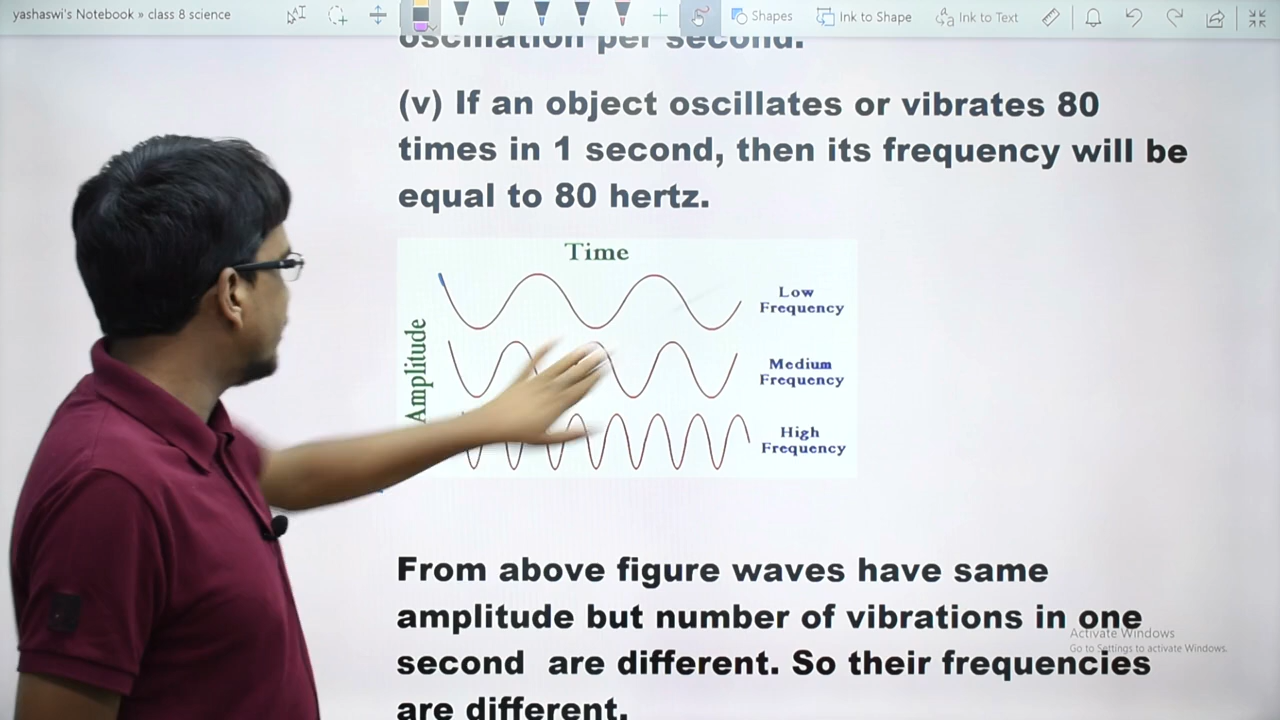 yashaswi's Notebook » class 8 science
Shapes
Ink to Shape
Ink to Text
oscillation per second.
(v) If an object oscillates or vibrates 80
times in 1 second, then its frequency will be
equal to 80 hertz.
Time
Amplitude
Low
Frequency
Medium
Frequency
High
Frequency
From above figure waves have same
amplitude but number of vibrations in one
second are different. So their frequencies
are different.
Activate Windows
Go to Settings to activate Windows.